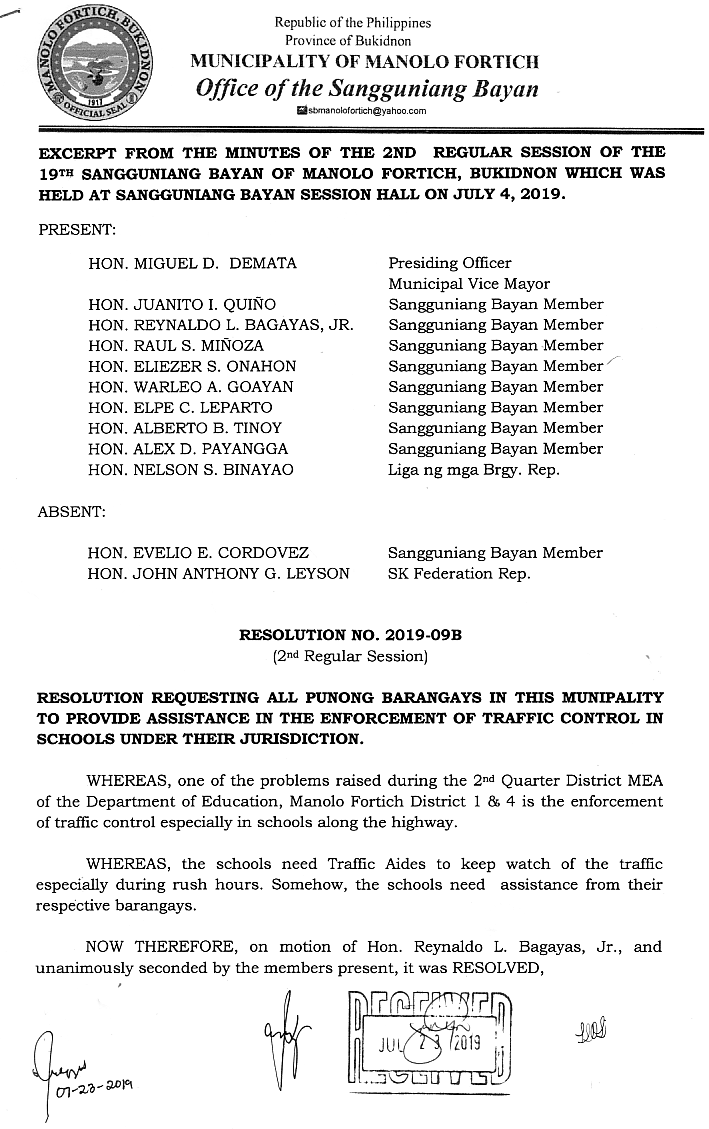 MANOLO FORTICH, BUKIDNON
1917
OFFICIAL SEAL
Republic of the Philippines
Province of Bukidnon
MUNICIPALITY OF MANOLO FORTICH
Office of the Sangguniang Bayan
sbmanolofortich@yahoo.com
EXCERPT FROM THE MINUTES OF THE 2ND REGULAR SESSION OF THE
19TH SANGGUNIANG BAYAN OF MANOLO FORTICH, BUKIDNON WHICH WAS
HELD AT SANGGUNIANG BAYAN SESSION HALL ON JULY 4, 2019.
PRESENT:
HON. MIGUEL D. DEMATA Presiding Officer
Municipal Vice Mayor
HON. JUANITO I. QUIÑO Sangguniang Bayan Member
HON. REYNALDO L. BAGAYAS, JR. Sangguniang Bayan Member
HON. RAUL S. MIÑOZA Sangguniang Bayan Member
HON. ELIEZER S. ONAHON Sangguniang Bayan Member
HON. WARLEO A. GOAYAN Sangguniang Bayan Member
HON. ELPE C. LEPARTO Sangguniang Bayan Member
HON. ALBERTO B. TINOY Sangguniang Bayan Member
HON. ALEX D. PAYANGGA Sangguniang Bayan Member
HON. NELSON S. BINAYAO Liga ng mga Brgy. Rep.
ABSENT:
HON. EVELIO E. CORDOVEZ Sangguniang Bayan Member
HON. JOHN ANTHONY G. LEYSON SK Federation Rep.
RESOLUTION NO. 2019-09B
(2nd Regular Session)
RESOLUTION REQUESTING ALL PUNONG BARANGAYS IN THIS MUNIPALITY
TO PROVIDE ASSISTANCE IN THE ENFORCEMENT OF TRAFFIC CONTROL IN
SCHOOLS UNDER THEIR JURISDICTION.
WHEREAS, one of the problems raised during the 2nd Quarter District MEA
of the Department of Education, Manolo Fortich District 1 & 4 is the enforcement
of traffic control especially in schools along the highway.
WHEREAS, the schools need Traffic Aides to keep watch of the traffic
especially during rush hours. Somehow, the schools need assistance from their
respective barangays.
NOW THEREFORE, on motion of Hon. Reynaldo L. Bagayas, Jr., and
unanimously seconded by the members present, it was RESOLVED,
JUL 23 2019
07-23-2019